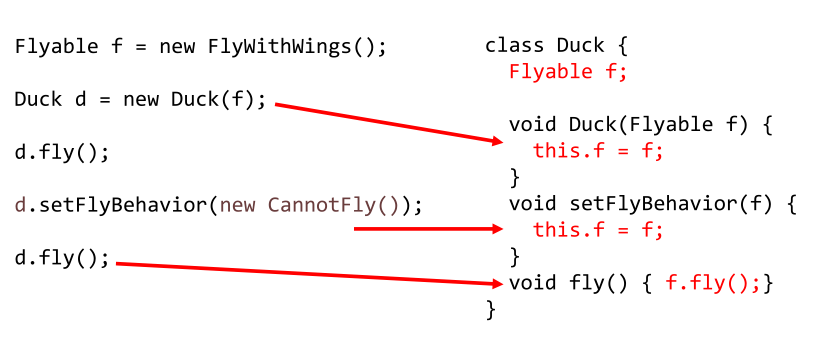 Flyable f = new FlyWithWings();
Duck d = new Duck(f);
d.fly();
d.setFlyBehavior(new CannotFly());
d.fly();
class Duck {
Flyable f;
void Duck(Flyable f) {
this.f = f;
}
void setFlyBehavior(f) {
this.f = f;
}
void fly() { f.fly();}
}